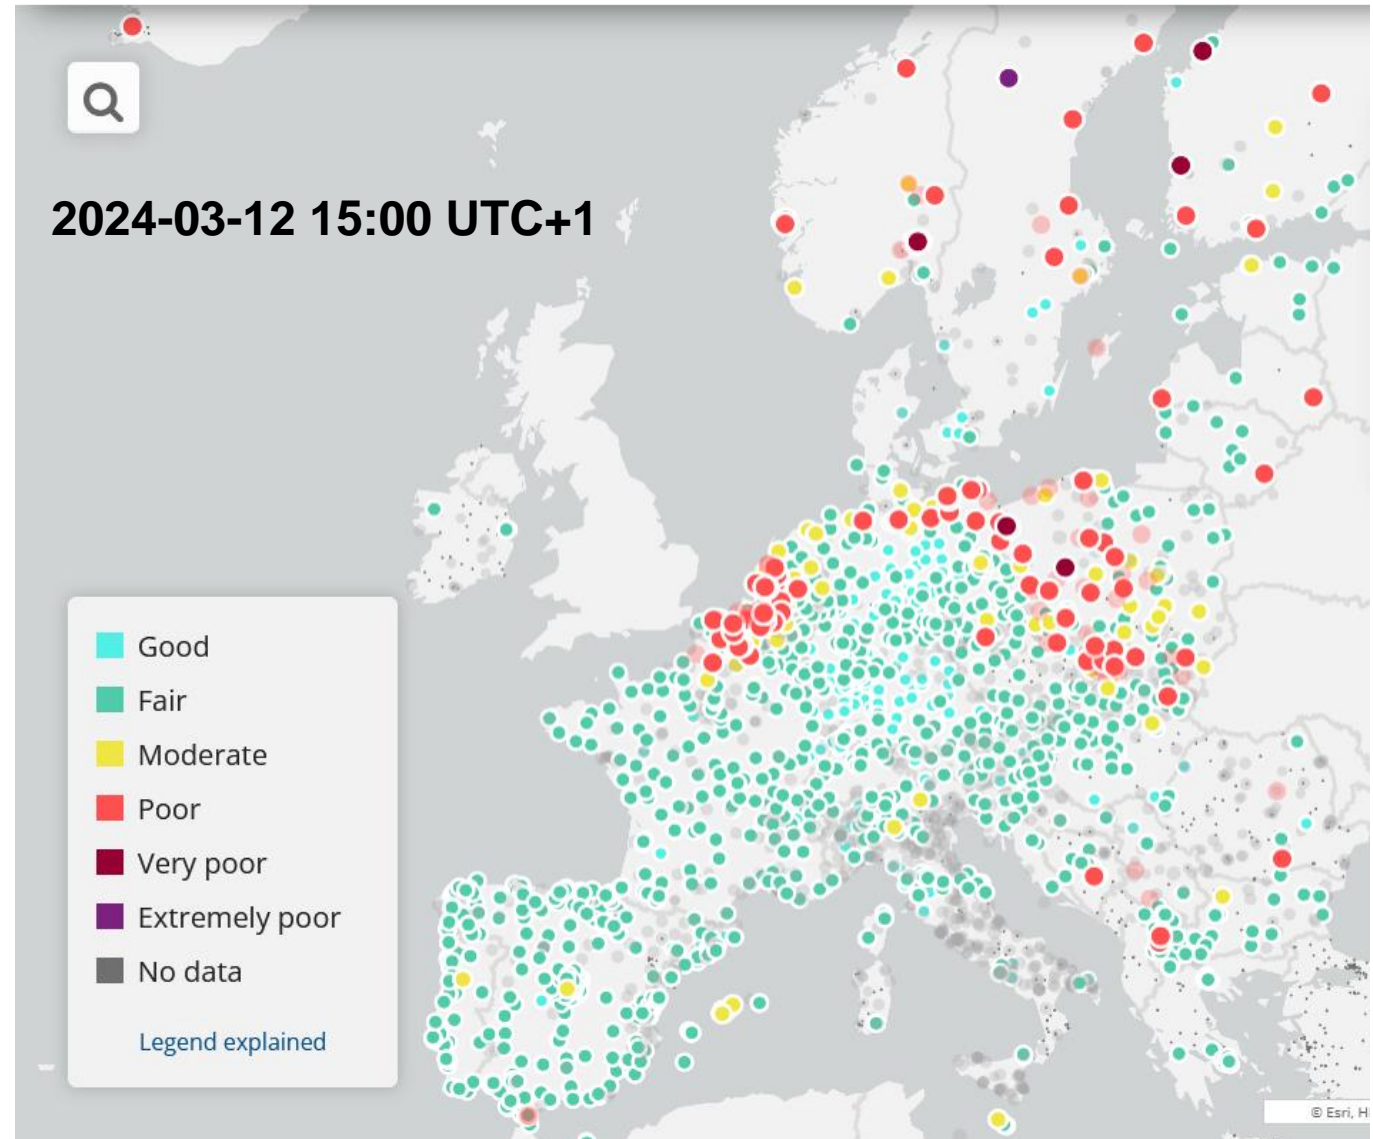 2024-03-12 15:00 UTC+1
Good
Fair
Moderate
Poor
Very poor
Extremely poor
No data
Legend explained
© Esri, H